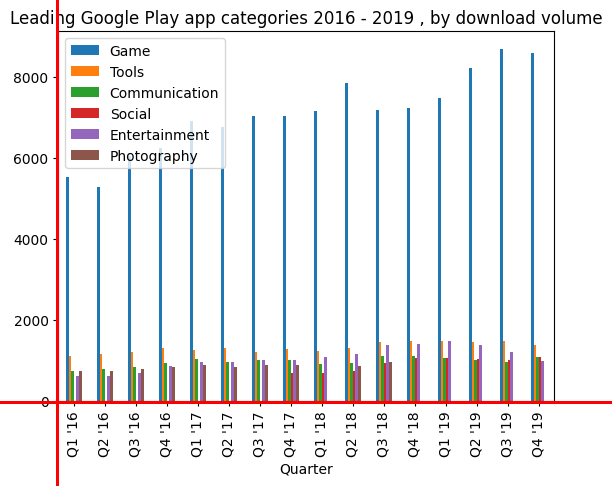 Leading Google Play app categories 2016 - 2019 , by download volume
Game
Tools
Communication
Social
Entertainment
Photography
8000
6000
4000
2000
0
Q1 '16
Q2 '16
Q3 '16
Q4 '16
Q1 '17
Q2 '17
Q3 '17
Q4 '17
Q1 '18
Q2 '18
Q3 '18
Q4 '18
Q1 '19
Q2 '19
Q3 '19
Q4 '19
Quarter